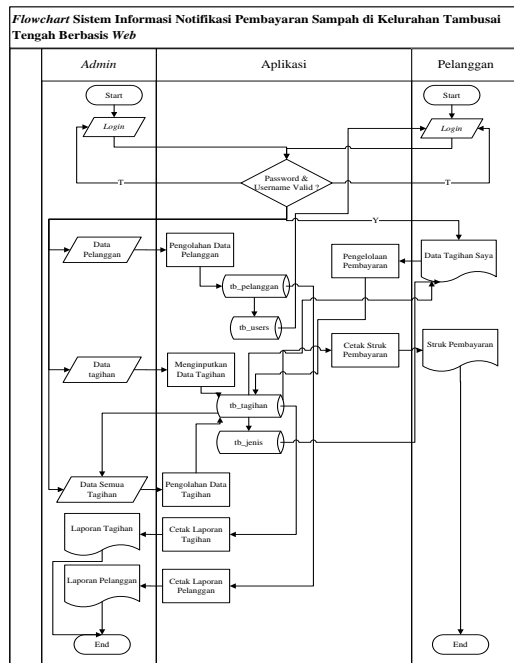 Flowchart Sistem Informasi Notifikasi Pembayaran Sampah di Kelurahan Tambusai
Tengah Berbasis Web
Admin
Aplikasi
Pelanggan
Start
Start
Login
Login
Password &
Username Valid ?
T
T
Y
Data
Pelanggan
Pengolahan Data
Pelanggan
Pengelolaan
Pembayaran
Data Tagihan Saya
tb_pelanggan
tb_users
Data
tagihan
Menginputkan
Data Tagihan
Cetak Struk
Pembayaran
Struk Pembayaran
tb_tagihan
tb_jenis
Data Semua
Tagihan
Pengolahan Data
Tagihan
Laporan Tagihan
Cetak Laporan
Tagihan
Laporan Pelanggan
Cetak Laporan
Pelanggan
End
End